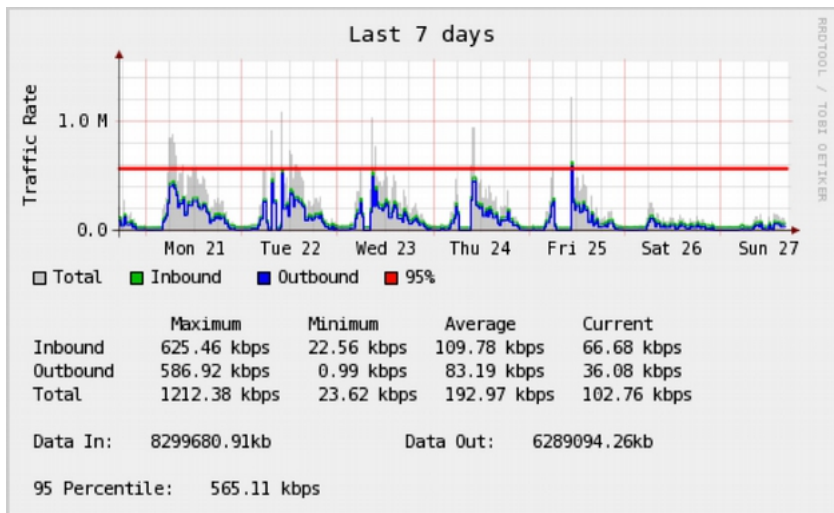 Last 7 days
RRDTOOL / TOBI OETIKER
Traffic Rate
1.0 M
0.0
Mon 21 Tue 22 Wed 23 Thu 24 Fri 25 Sat 26 Sun 27
Total Inbound Outbound 95%
Maximum Minimum Average Current
Inbound 625.46 kbps 22.56 kbps 109.78 kbps 66.68 kbps
Outbound 586.92 kbps 0.99 kbps 83.19 kbps 36.08 kbps
Total 1212.38 kbps 23.62 kbps 192.97 kbps 102.76 kbps
Data In: 8299680.91kb Data Out: 6289094.26kb
95 Percentile: 565.11 kbps